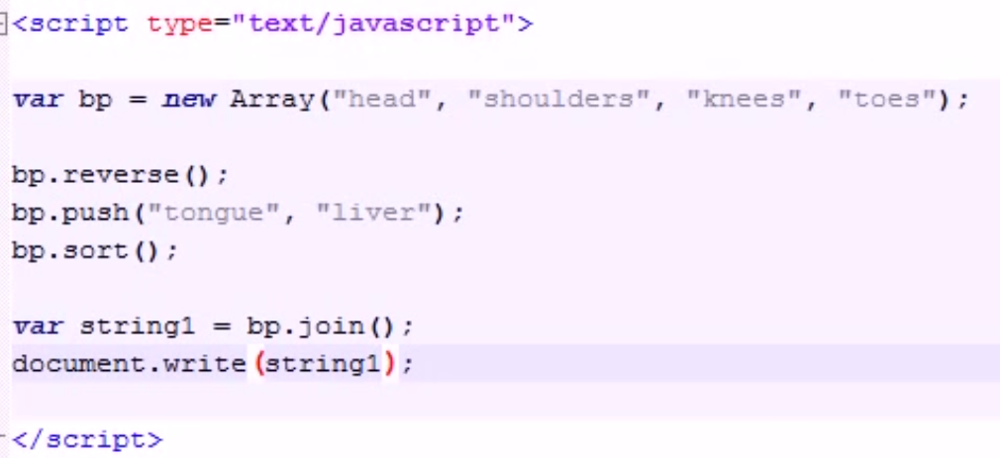 <script type="text/javascript">
var bp = new Array("head", "shoulders", "knees", "toes");
bp.reverse();
bp.push("tongue", "liver");
bp.sort();
var string1 = bp.join();
document.write(string1);
</script>